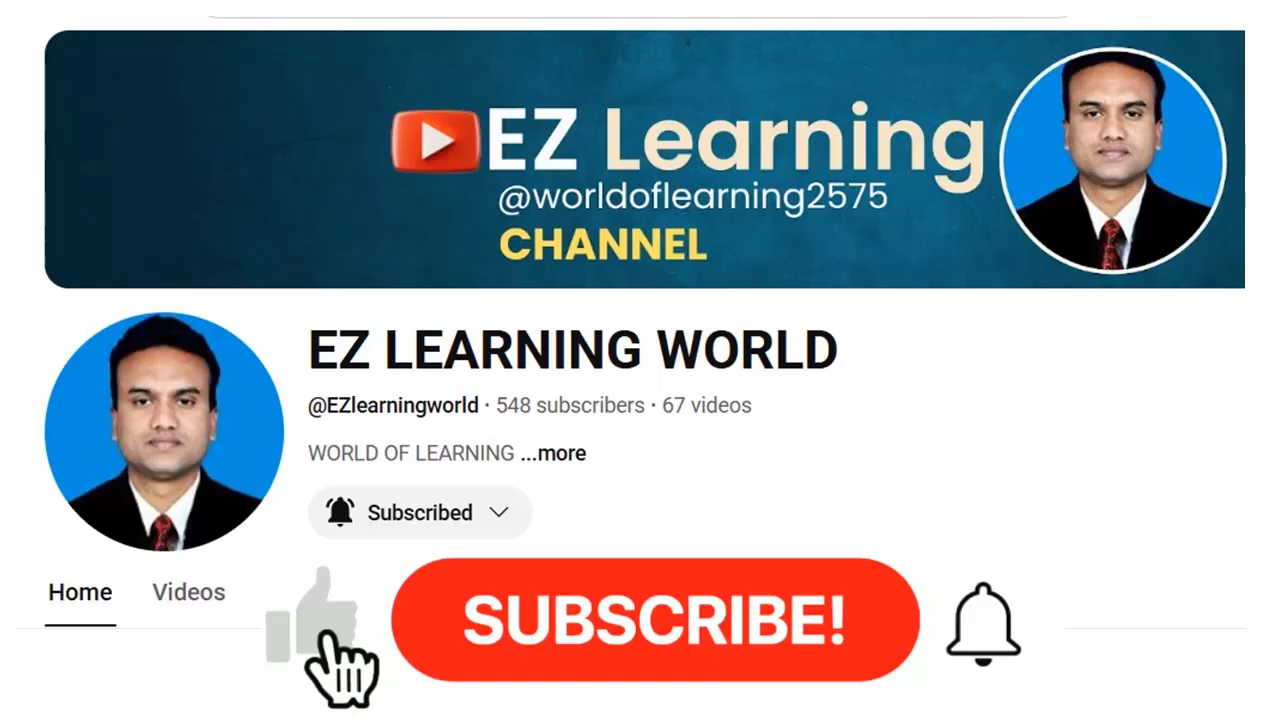 EZ Learning
@worldoflearning2575
CHANNEL
EZ LEARNING WORLD
@EZlearningworld · 548 subscribers · 67 videos
WORLD OF LEARNING ...more
Subscribed
Home Videos
SUBSCRIBE!